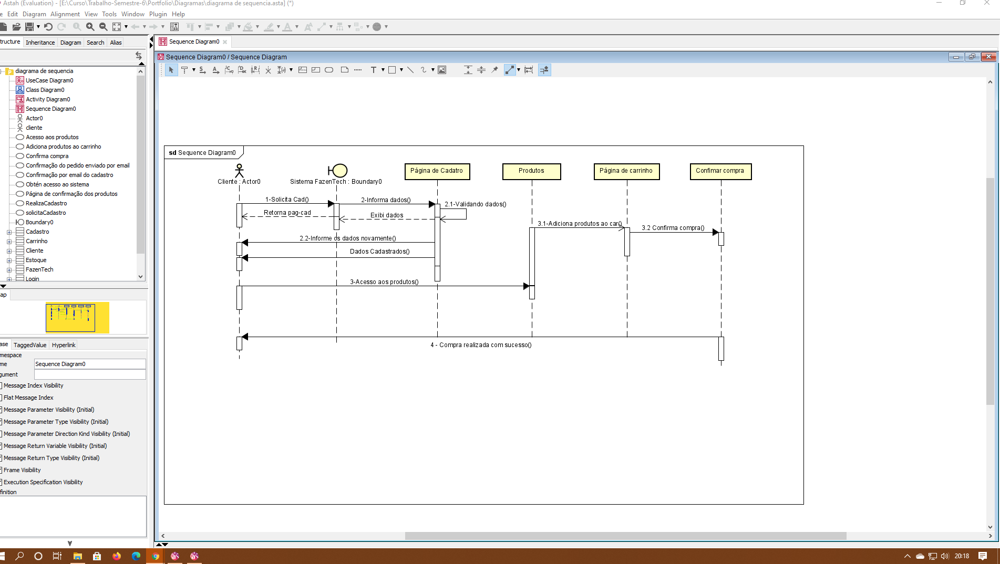 Astah (Evaluation) - [E:\Curso\Trabalho-Semestre-6\Portfolio\Diagramas\diagrama de sequencia.asta] (*)
e Edit Diagram Alignment View Tools Window Plugin Help
ructure Inheritance Diagram Search Alias
Sequence Diagram0
Sequence Diagram0 / Sequence Diagram
diagrama de sequencia
UseCase Diagram0
Class Diagram0
Activity Diagram0
Sequence Diagram0
Actor0
cliente
Acesso aos produtos
Adiciona produtos ao carrinho
Confirma compra
Confirmação do pedido enviado por email
Confirmação por email do cadastro
Obtén acesso ao sistema
Página de confirmação dos produtos
RealizaCadastro
solicitaCadastro
Boundary0
Cadastro
Carrinho
Cliente
Estoque
FazenTech
Login
ap
ase TaggedValue Hyperlink
mespace
me Sequence Diagram0
gument
Message Index Visibility
Flat Message Index
Message Parameter Visibility (Initial)
Message Parameter Type Visibility (Initial)
Message Parameter Direction Kind Visibility (Initial)
Message Return Variable Visibility (Initial)
Message Return Type Visibility (Initial)
Frame Visibility
Execution Specification Visibility
finition
sd Sequence Diagram0
Cliente : Actor0
Sistema FazenTech : Boundary0
Página de Cadatro
Produtos
Página de carrinho
Confimar compra
1-Solicita Cad()
2-Informa dados()
2.1-Validando dados()
Retorna pag-cad
Exibi dados
3.1-Adiciona produtos ao car()
3.2 Confirma compra()
2.2-Informe os dados novamente()
Dados Cadastrados()
3-Acesso aos produtos()
4 - Compra realizada com sucesso()
20:18